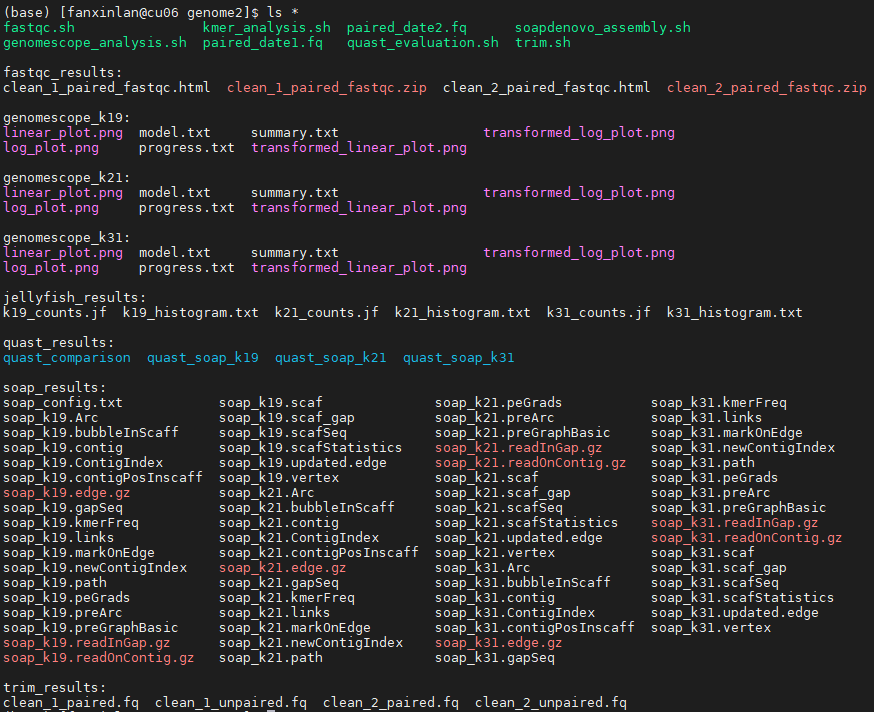 (base) [fanxinlan@cu06 genome2]$ ls *
fastqc.sh kmer_analysis.sh paired_date2.fq soapdenovo_assembly.sh
genomescope_analysis.sh paired_date1.fq quast_evaluation.sh trim.sh
fastqc_results:
clean_1_paired_fastqc.html clean_1_paired_fastqc.zip clean_2_paired_fastqc.html clean_2_paired_fastqc.zip
genomescope_k19:
linear_plot.png model.txt summary.txt transformed_log_plot.png
log_plot.png progress.txt transformed_linear_plot.png
genomescope_k21:
linear_plot.png model.txt summary.txt transformed_log_plot.png
log_plot.png progress.txt transformed_linear_plot.png
genomescope_k31:
linear_plot.png model.txt summary.txt transformed_log_plot.png
log_plot.png progress.txt transformed_linear_plot.png
jellyfish_results:
k19_counts.jf k19_histogram.txt k21_counts.jf k21_histogram.txt k31_counts.jf k31_histogram.txt
quast_results:
quast_comparison quast_soap_k19 quast_soap_k21 quast_soap_k31
soap_results:
soap_config.txt soap_k19.scaf soap_k21.peGrads soap_k31.kmerFreq
soap_k19.Arc soap_k19.scaf_gap soap_k21.preArc soap_k31.links
soap_k19.bubbleInScaff soap_k19.scafSeq soap_k21.preGraphBasic soap_k31.markOnEdge
soap_k19.contig soap_k19.scafStatistics soap_k21.readInGap.gz soap_k31.newContigIndex
soap_k19.ContigIndex soap_k19.updated.edge soap_k21.readOnContig.gz soap_k31.path
soap_k19.contigPosInscaff soap_k19.vertex soap_k21.scaf soap_k31.peGrads
soap_k19.edge.gz soap_k21.Arc soap_k21.scaf_gap soap_k31.preArc
soap_k19.gapSeq soap_k21.bubbleInScaff soap_k21.scafSeq soap_k31.preGraphBasic
soap_k19.kmerFreq soap_k21.contig soap_k21.scafStatistics soap_k31.readInGap.gz
soap_k19.links soap_k21.ContigIndex soap_k21.updated.edge soap_k31.readOnContig.gz
soap_k19.markOnEdge soap_k21.contigPosInscaff soap_k21.vertex soap_k31.scaf
soap_k19.newContigIndex soap_k21.edge.gz soap_k31.Arc soap_k31.scaf_gap
soap_k19.path soap_k21.gapSeq soap_k31.bubbleInScaff soap_k31.scafSeq
soap_k19.peGrads soap_k21.kmerFreq soap_k31.contig soap_k31.scafStatistics
soap_k19.preArc soap_k21.links soap_k31.ContigIndex soap_k31.updated.edge
soap_k19.preGraphBasic soap_k21.markOnEdge soap_k31.contigPosInscaff soap_k31.vertex
soap_k19.readInGap.gz soap_k21.newContigIndex soap_k31.edge.gz
soap_k19.readOnContig.gz soap_k21.path soap_k31.gapSeq
trim_results:
clean_1_paired.fq clean_1_unpaired.fq clean_2_paired.fq clean_2_unpaired.fq